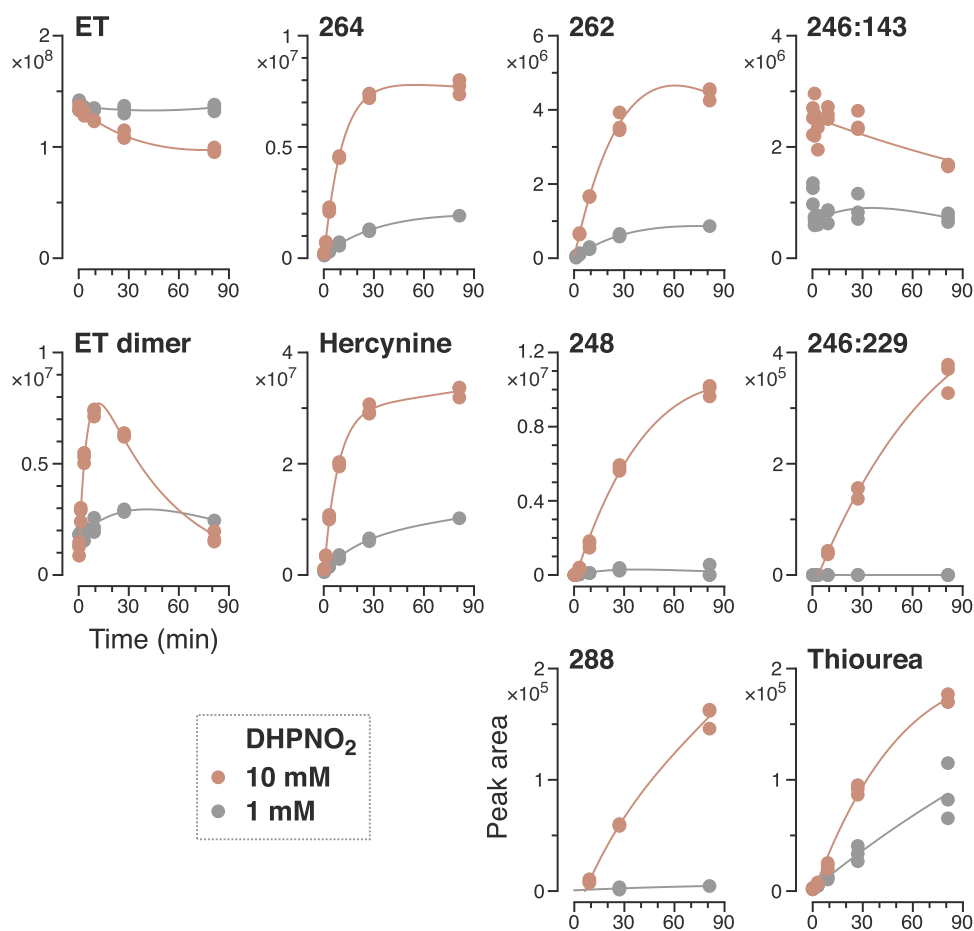 ET
2
×10⁸
1
0
0 30 60 90
264
1
×10⁷
0.5
0
0 30 60 90
262
6
×10⁶
4
2
0
0 30 60 90
246:143
4
×10⁶
2
0
0 30 60 90
ET dimer
1
×10⁷
0.5
0
0 30 60 90
Time (min)
Hercynine
4
×10⁷
2
0
0 30 60 90
248
1.2
×10⁷
0.8
0.4
0
0 30 60 90
246:229
4
×10⁵
2
0
0 30 60 90
DHPNO₂
10 mM
1 mM
288
2
×10⁵
1
0
0 30 60 90
Peak area
Thiourea
2
×10⁵
1
0
0 30 60 90